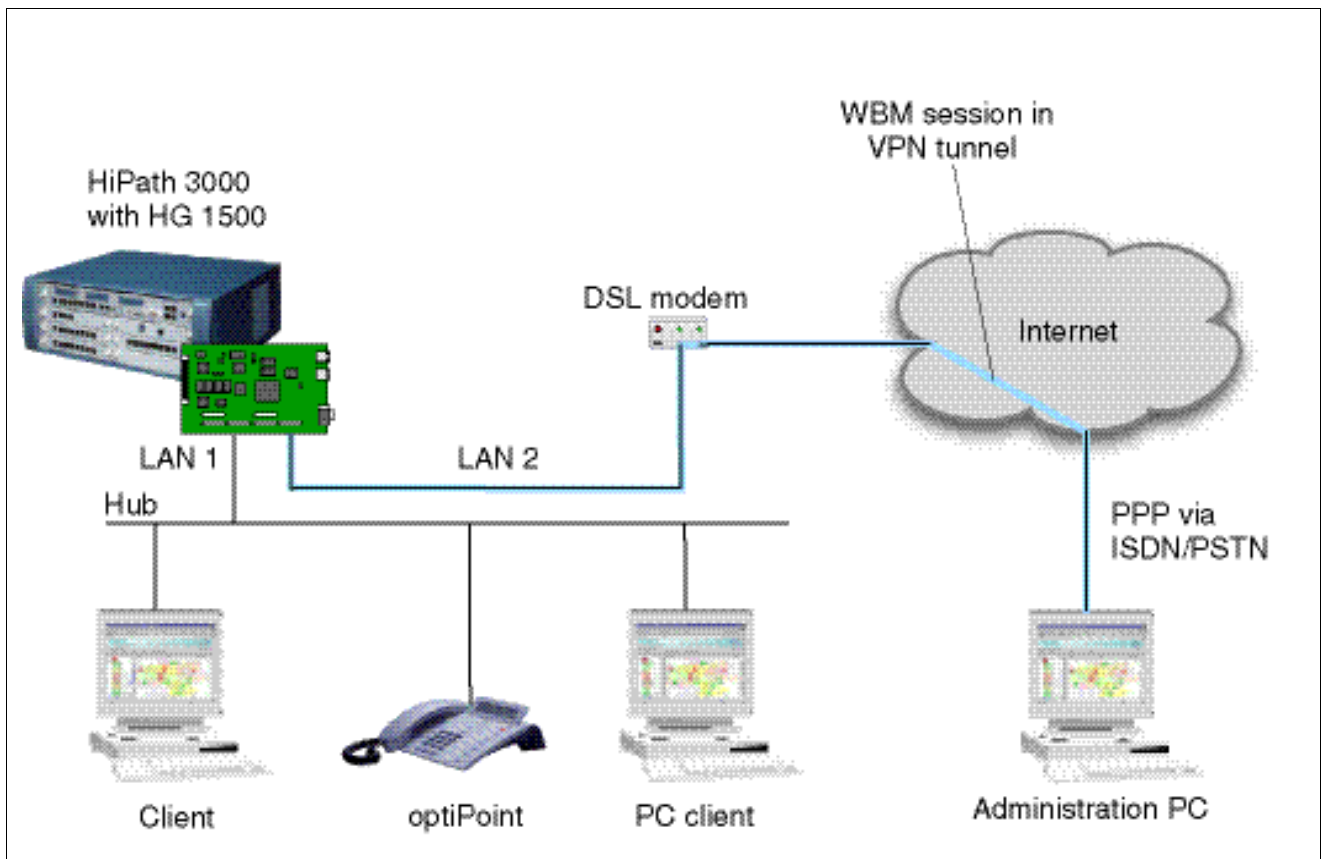 WBM session in
VPN tunnel
HiPath 3000
with HG 1500
DSL modem
Internet
LAN 1
LAN 2
Hub
PPP via
ISDN/PSTN
Client
optiPoint
PC client
Administration PC